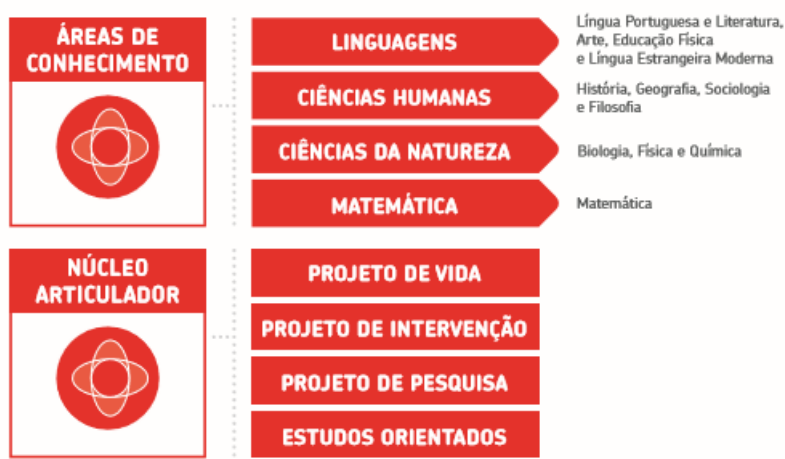 ÁREAS DE
CONHECIMENTO
LINGUAGENS
Língua Portuguesa e Literatura,
Arte, Educação Física
e Língua Estrangeira Moderna
CIÊNCIAS HUMANAS
História, Geografia, Sociologia
e Filosofia
CIÊNCIAS DA NATUREZA
Biologia, Física e Química
MATEMÁTICA
Matemática
NÚCLEO
ARTICULADOR
PROJETO DE VIDA
PROJETO DE INTERVENÇÃO
PROJETO DE PESQUISA
ESTUDOS ORIENTADOS